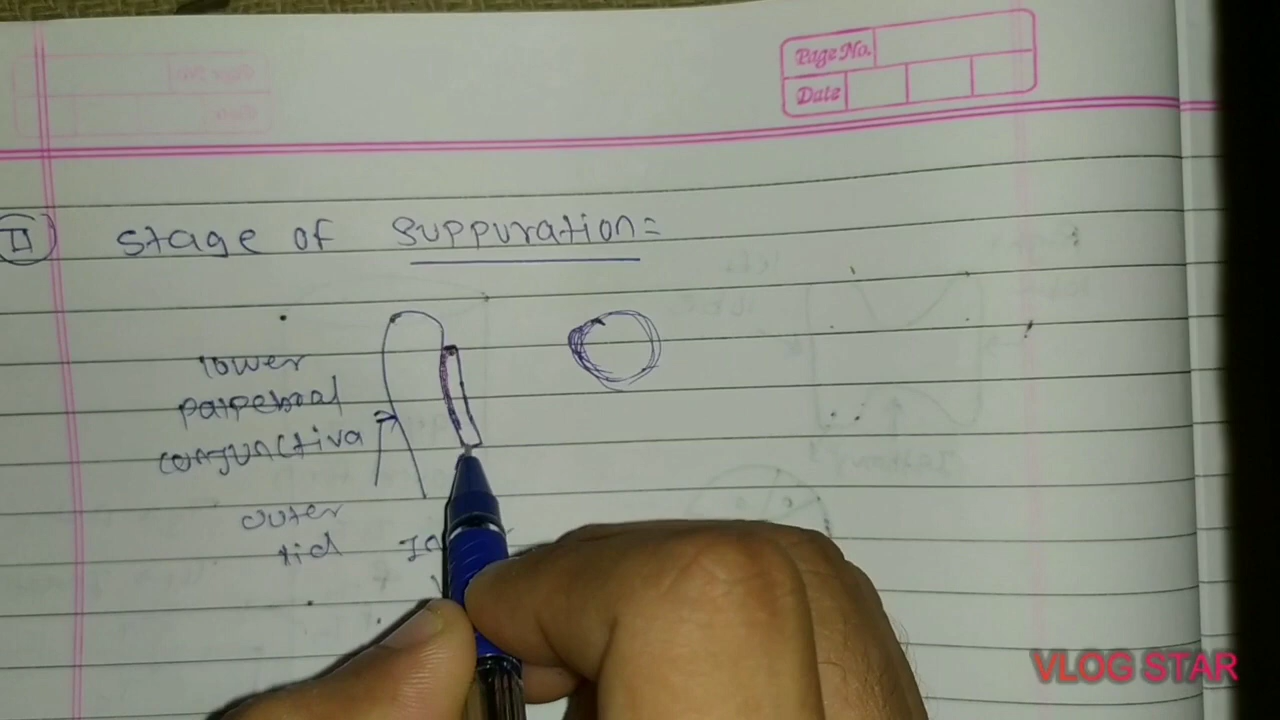 Page No.
Date
II) Stage of suppuration=
lower
palpebral
conjunctiva
outer
lid
VLOG STAR